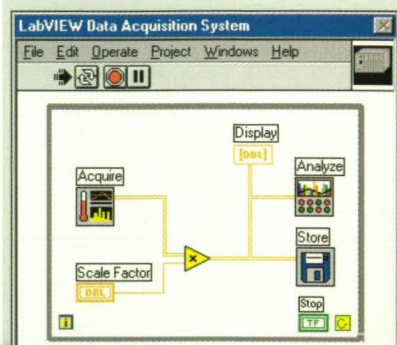 LabVIEW Data Acquisition System
File Edit Operate Project Windows Help
Display
[DBL]
Acquire
Analyze
×
Store
Scale Factor
DBL
Stop
i
TF